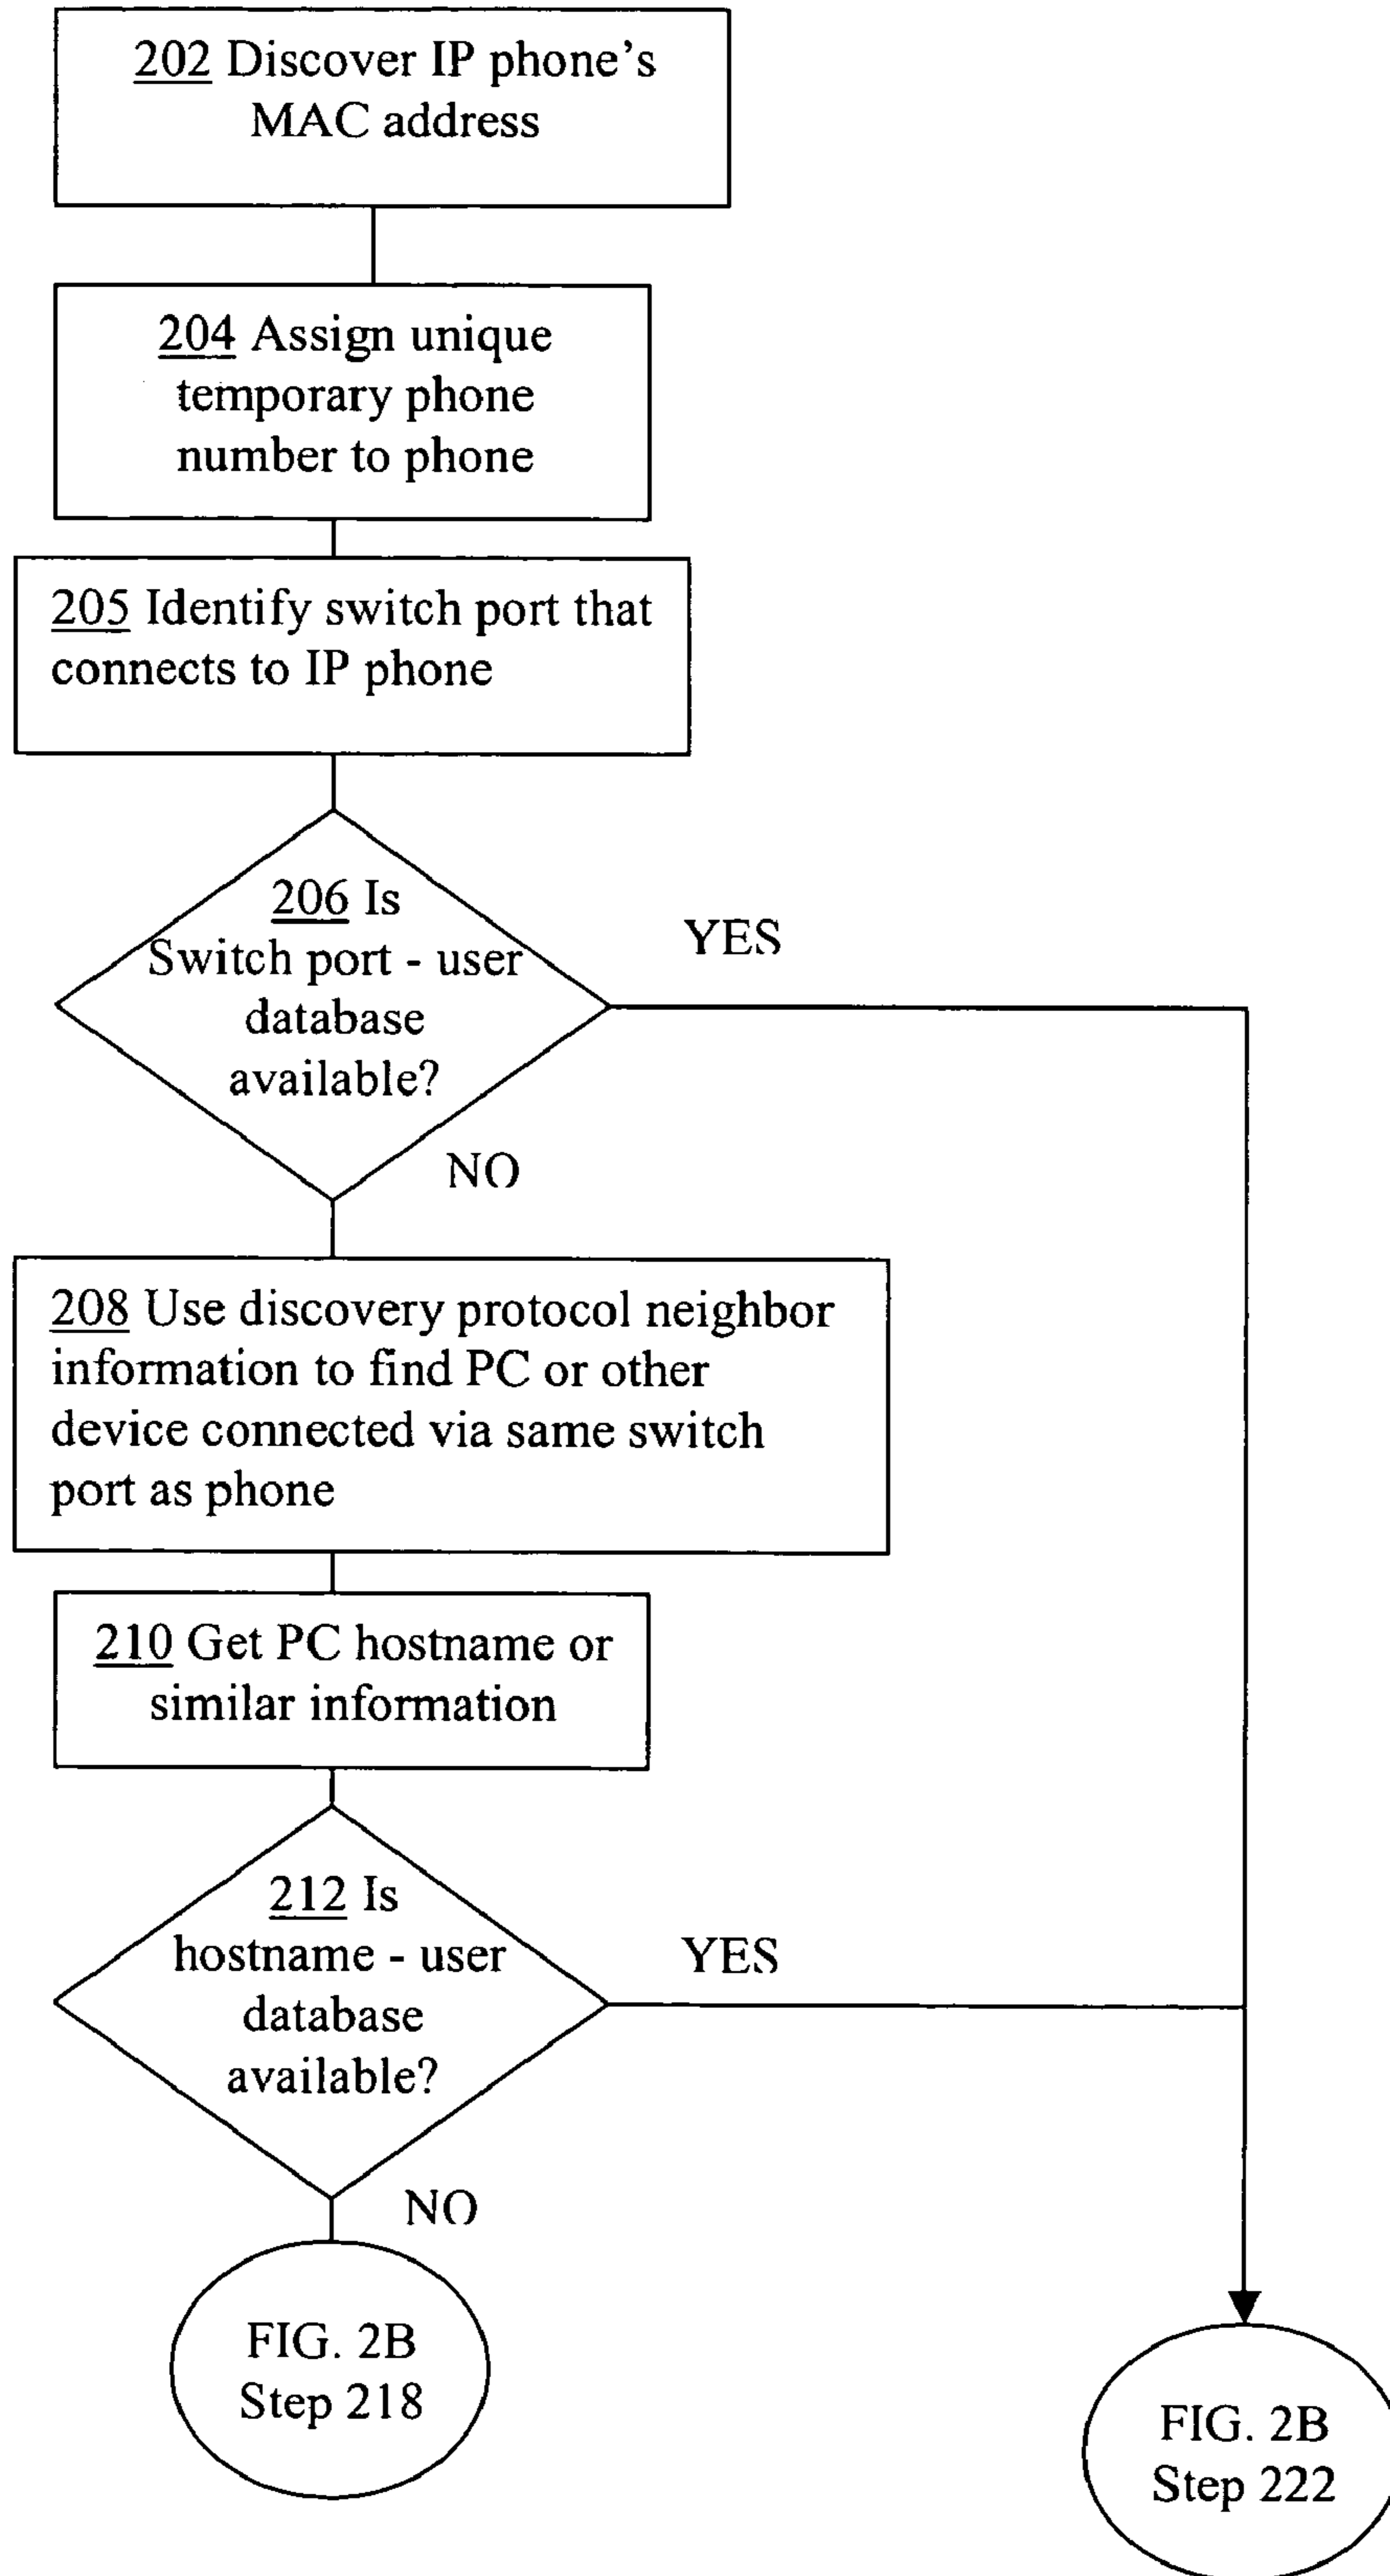 202 Discover IP phone's
MAC address
204 Assign unique
temporary phone
number to phone
205 Identify switch port that
connects to IP phone
206 Is
Switch port - user
database
available?
YES
NO
208 Use discovery protocol neighbor
information to find PC or other
device connected via same switch
port as phone
210 Get PC hostname or
similar information
212 Is
hostname - user
database
available?
YES
NO
FIG. 2B
Step 218
FIG. 2B
Step 222